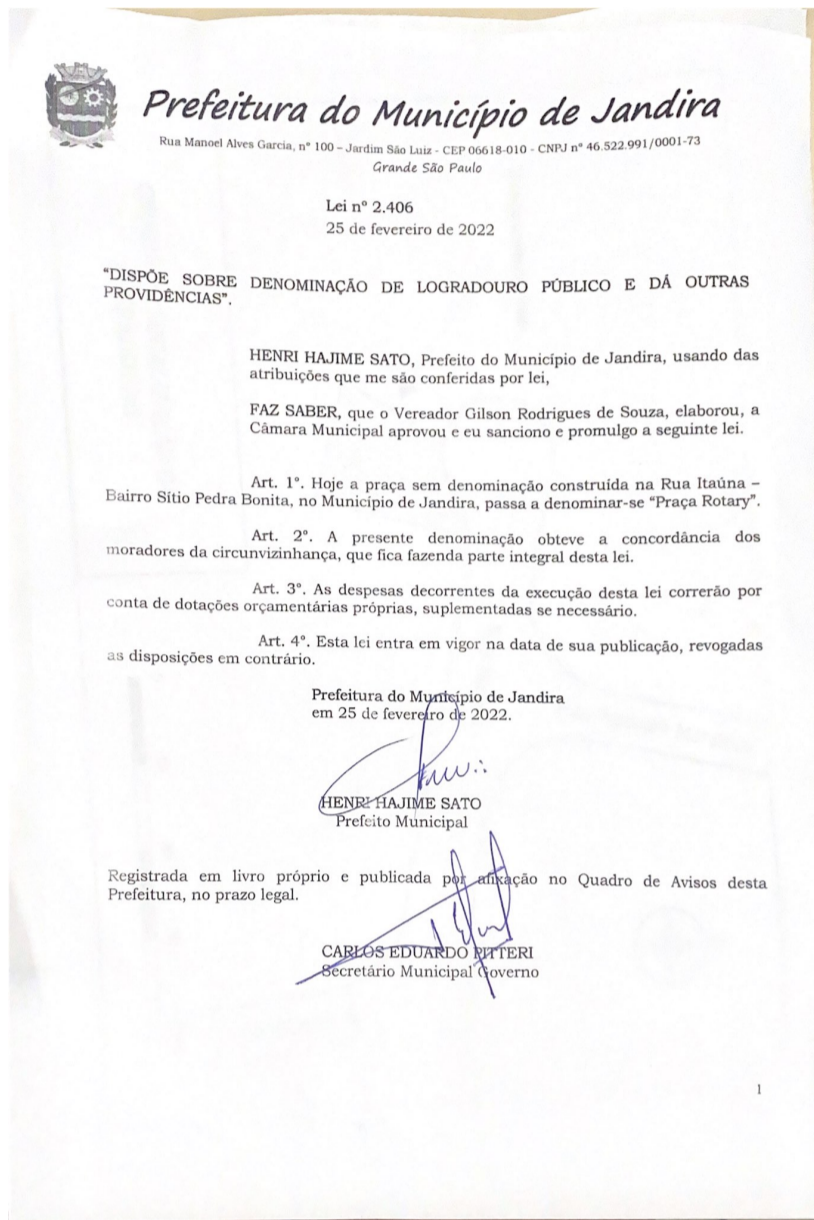 Prefeitura do Município de Jandira
Rua Manoel Alves Garcia, nº 100 – Jardim São Luiz - CEP 06618-010 - CNPJ nº 46.522.991/0001-73
Grande São Paulo
Lei nº 2.406
25 de fevereiro de 2022
"DISPÕE SOBRE DENOMINAÇÃO DE LOGRADOURO PÚBLICO E DÁ OUTRAS
PROVIDÊNCIAS".
HENRI HAJIME SATO, Prefeito do Município de Jandira, usando das
atribuições que me são conferidas por lei,
FAZ SABER, que o Vereador Gilson Rodrigues de Souza, elaborou, a
Câmara Municipal aprovou e eu sanciono e promulgo a seguinte lei.
Art. 1º. Hoje a praça sem denominação construída na Rua Itaúna –
Bairro Sítio Pedra Bonita, no Município de Jandira, passa a denominar-se "Praça Rotary".
Art. 2º. A presente denominação obteve a concordância dos
moradores da circunvizinhança, que fica fazenda parte integral desta lei.
Art. 3º. As despesas decorrentes da execução desta lei correrão por
conta de dotações orçamentárias próprias, suplementadas se necessário.
Art. 4º. Esta lei entra em vigor na data de sua publicação, revogadas
as disposições em contrário.
Prefeitura do Município de Jandira
em 25 de fevereiro de 2022.
HENRI HAJIME SATO
Prefeito Municipal
Registrada em livro próprio e publicada por afixação no Quadro de Avisos desta
Prefeitura, no prazo legal.
CARLOS EDUARDO PITTERI
Secretário Municipal Governo
1